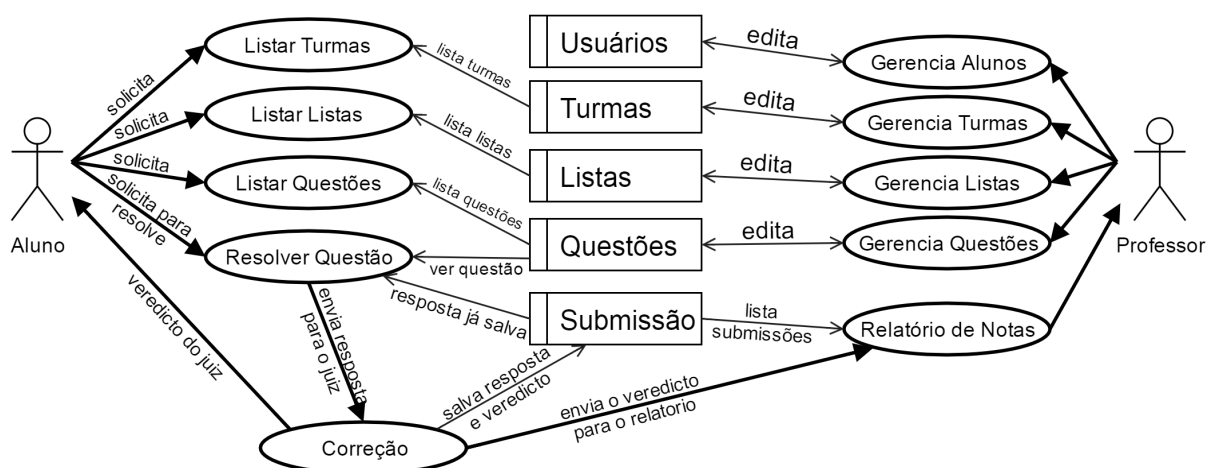 Listar Turmas
Listar Listas
Listar Questões
Resolver Questão
Correção
Aluno
solicita
solicita
solicita
solicita para
resolve
veredicto do juiz
envia resposta
para o juiz
lista turmas
lista listas
lista questões
ver questão
resposta já salva
salva resposta
e veredicto
Usuários
Turmas
Listas
Questões
Submissão
edita
edita
edita
edita
lista
submissões
envia o veredicto
para o relatorio
Gerencia Alunos
Gerencia Turmas
Gerencia Listas
Gerencia Questões
Relatório de Notas
Professor